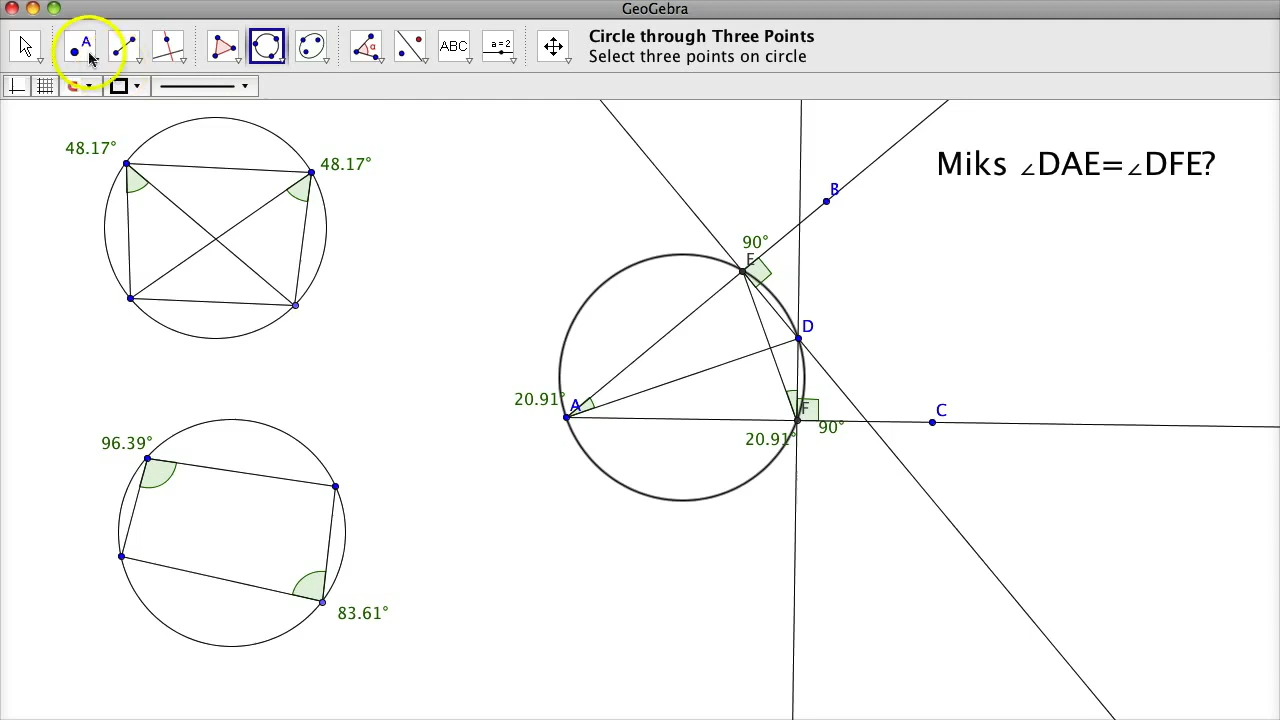 GeoGebra
A
α
ABC
a=2
Circle through Three Points
Select three points on circle
48.17°
48.17°
Miks ∠DAE=∠DFE?
B
90°
E
D
20.91°
A
F
C
20.91°
90°
96.39°
83.61°